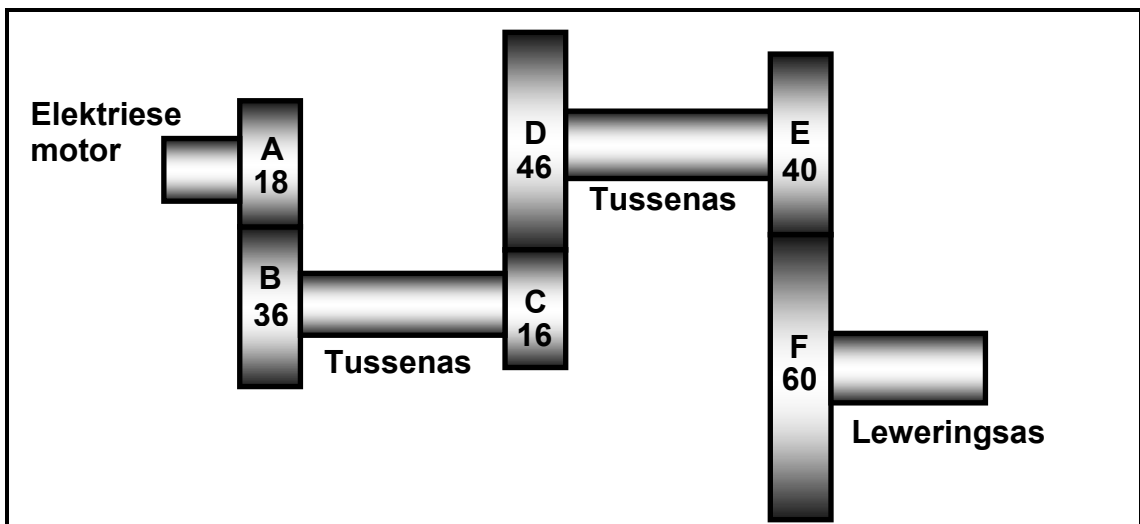 Elektriese
motor
A
18
B
36
Tussenas
D
46
C
16
Tussenas
E
40
F
60
Leweringsas